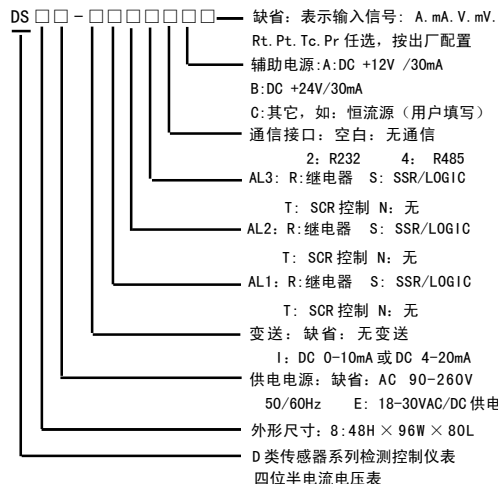 DS□□-□□□□□□□ 缺省: 表示输入信号: A.mA.V.mV.
Rt.Pt.Tc.Pr 任选, 按出厂配置
辅助电源:A:DC +12V /30mA
B:DC +24V/30mA
C:其它, 如: 恒流源 (用户填写)
通信接口: 空白: 无通信
2: R232 4: R485
AL3: R:继电器 S: SSR/LOGIC
T: SCR 控制 N: 无
AL2: R:继电器 S: SSR/LOGIC
T: SCR 控制 N: 无
AL1: R:继电器 S: SSR/LOGIC
T: SCR 控制 N: 无
变送: 缺省: 无变送
I: DC 0-10mA 或 DC 4-20mA
供电电源: 缺省: AC 90-260V
50/60Hz E: 18-30VAC/DC 供电
外形尺寸: 8:48H × 96W × 80L
D 类传感器系列检测控制仪表
四位半电流电压表